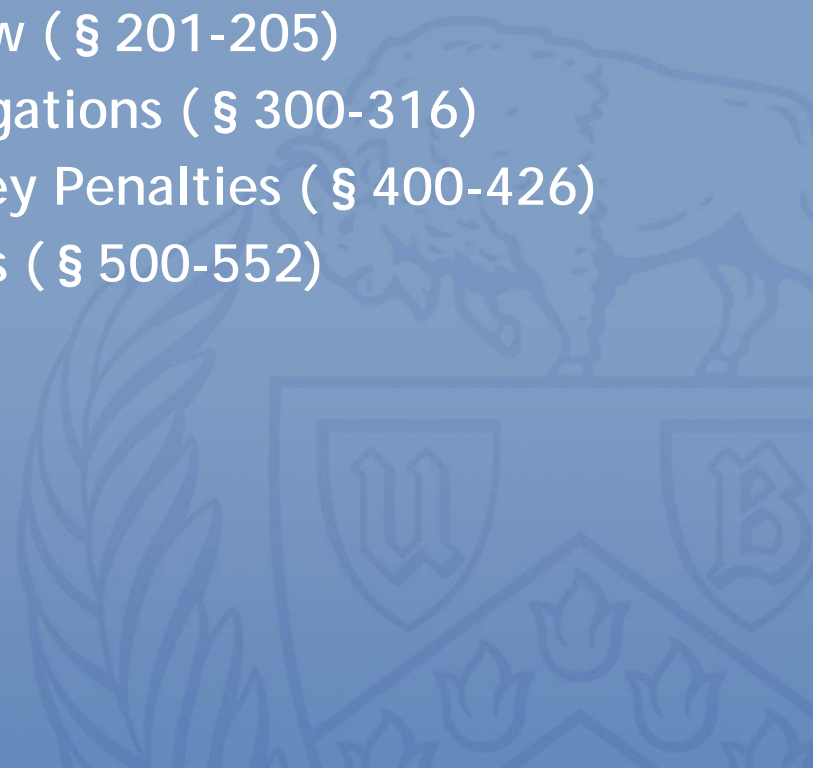 w (§ 201-205)
gations (§ 300-316)
ey Penalties (§ 400-426)
s (§ 500-552)
U B